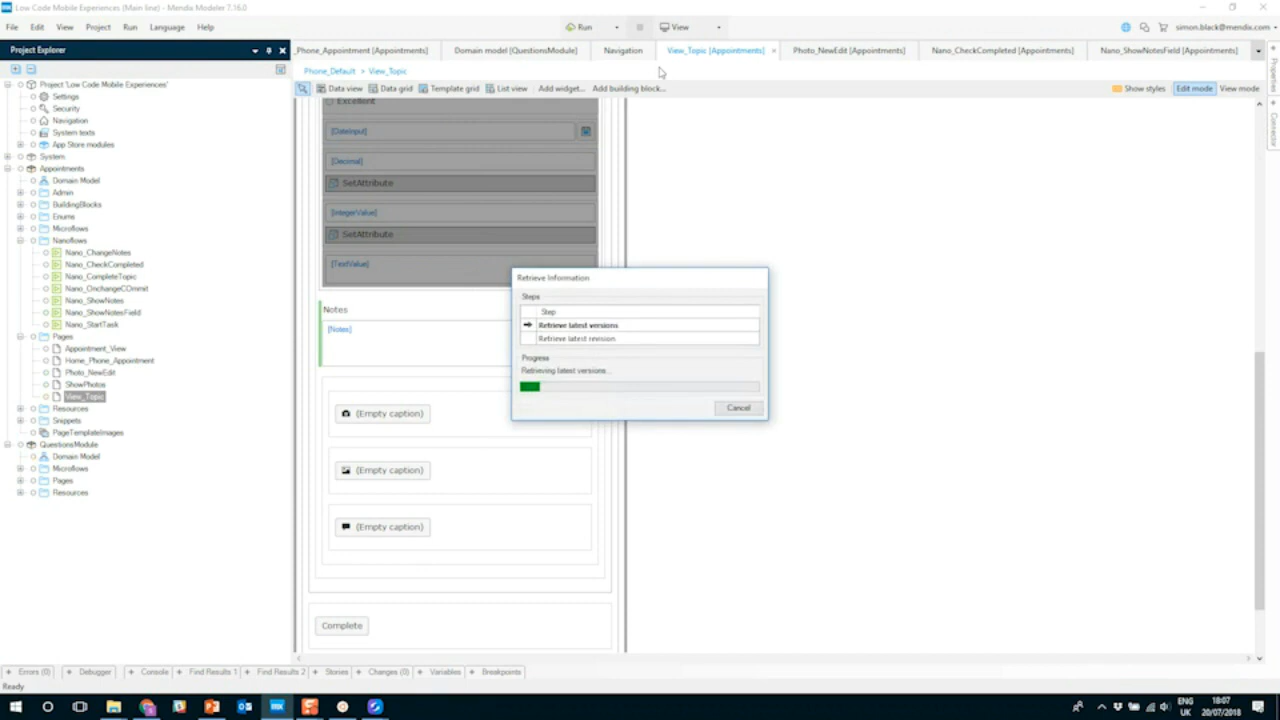 Low Code Mobile Experiences (Main line) - Mendix Modeler 7.16.0
File Edit View Project Run Language Help
Run View
simon.black@mendix.com
Project Explorer
Phone_Appointment [Appointments] Domain model [QuestionsModule] Navigation View_Topic [Appointments] Photo_NewEdit [Appointments] Nano_CheckCompleted [Appointments] Nano_ShowNotesField [Appointments]
Phone_Default > View_Topic
Data view Data grid Template grid List view Add widget... Add building block... Show styles Edit mode View mode
Project 'Low Code Mobile Experiences'
Settings
Security
Navigation
System texts
App Store modules
System
Appointments
Domain Model
Admin
BuildingBlocks
Enums
Microflows
Nanoflows
Nano_ChangeNotes
Nano_CheckCompleted
Nano_CompleteTopic
Nano_OnchangeCOmmit
Nano_ShowNotes
Nano_ShowNotesField
Nano_StartTask
Pages
Appointment_View
Home_Phone_Appointment
Photo_NewEdit
ShowPhotos
View_Topic
Resources
Snippets
PageTemplateImages
QuestionsModule
Domain Model
Microflows
Pages
Resources
Excellent
[DateInput]
[Decimal]
SetAttribute
[IntegerValue]
SetAttribute
[TextValue]
Notes
[Notes]
(Empty caption)
(Empty caption)
(Empty caption)
Complete
Retrieve Information
Steps
Step
Retrieve latest versions
Retrieve latest revision
Progress
Retrieving latest versions...
Cancel
Properties
Connector
Errors (0) Debugger Console Find Results 1 Find Results 2 Stories Changes (0) Variables Breakpoints
Ready
ENG
UK
18:07
20/07/2018